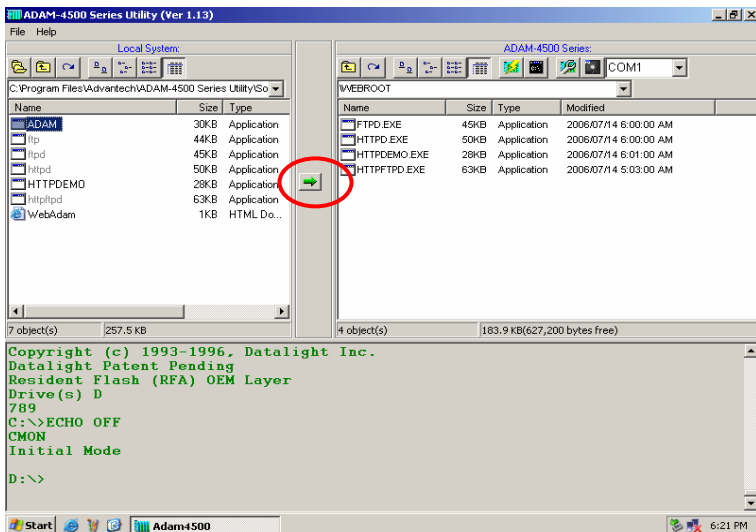 ADAM-4500 Series Utility (Ver 1.13)
File Help
Local System:
C:\Program Files\Advantech\ADAM-4500 Series Utility\So
Name Size Type
ADAM 30KB Application
ftp 44KB Application
ftpd 45KB Application
httpd 50KB Application
HTTPDEMO 28KB Application
httpftpd 63KB Application
WebAdam 1KB HTML Do...
7 object(s) 257.5 KB
ADAM-4500 Series:
COM1
\WEBROOT
Name Size Type Modified
FTPD.EXE 45KB Application 2006/07/14 6:00:00 AM
HTTPD.EXE 50KB Application 2006/07/14 6:00:00 AM
HTTPDEMO.EXE 28KB Application 2006/07/14 6:01:00 AM
HTTPFTPD.EXE 63KB Application 2006/07/14 5:03:00 AM
4 object(s) 183.9 KB(627,200 bytes free)
Copyright (c) 1993-1996, Datalight Inc.
Datalight Patent Pending
Resident Flash (RFA) OEM Layer
Drive(s) D
789
C:\>ECHO OFF
CMON
Initial Mode
D:\>
Start Adam4500 6:21 PM